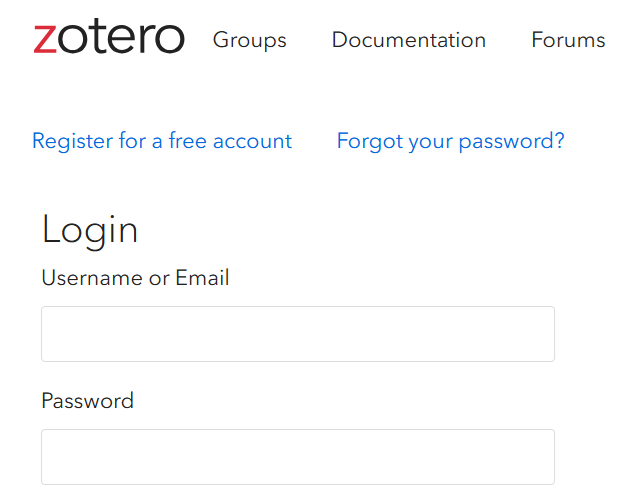 zotero Groups Documentation Forums
Register for a free account Forgot your password?
Login
Username or Email
Password